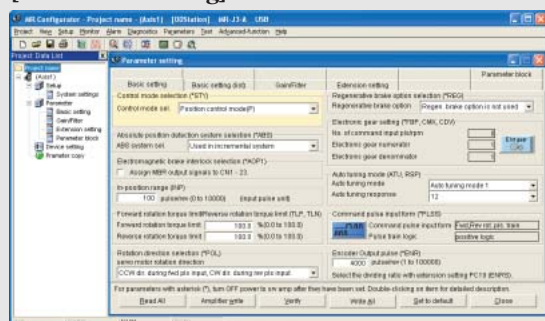 MR Configurator - Project name - (Axis1) [00Station] MR-J3-A USB
Project View Setup Monitor Alarm Diagnostics Parameters Test Advanced-function Help
Project Data List
Project name
(Axis1)
Setup
System settings
Parameter
Basic setting
Gain/Filter
Extension setting
Parameter block
Device setting
Parameter copy
Parameter setting
Basic setting
Basic setting (list)
Gain/Filter
Extension setting
Parameter block
Control mode selection (*STY)
Control mode sel. Position control mode(P)
Absolute position detection system selection (*ABS)
ABS system sel. Used in incremental system
Electromagnetic brake interlock selection (*AOP1)
Assign MBR output signals to CN1 - 23.
In-position range (INP)
100 pulse/rev (0 to 10000) (Input pulse unit)
Forward rotation torque limit/Reverse rotation torque limit (TLP, TLN)
Forward rotation torque limit 100.0 %(0.0 to 100.0)
Reverse rotation torque limit 100.0 %(0.0 to 100.0)
Rotation direction selection (*POL)
servo motor rotation direction
CCW dir. during fwd pls input, CW dir. during rev pls input
Regenerative brake option selection (*REG)
Regenerative brake option Regen. brake option is not used
Electronic gear setting (*FBP, CMX, CDV)
No. of command input pls/rpm
Electronic gear numerator
Electronic gear denominator
Auto tuning mode (ATU, RSP)
Auto tuning mode Auto tuning mode 1
Auto tuning response 12
Command pulse input form (*PLSS)
Command pulse input form Fwd,Rev rot. pls. train
Pulse train logic positive logic
Encoder Output pulse (*ENR)
4000 pulse/rev (1 to 100000)
Select the dividing ratio with extension setting PC19 (ENRS).
For parameters with asterisk (*), turn OFF power to sv amp after they have been set. Double-clicking on item for detailed description.
Read All
Amplifier write
Verify
Write All
Set to default
Close